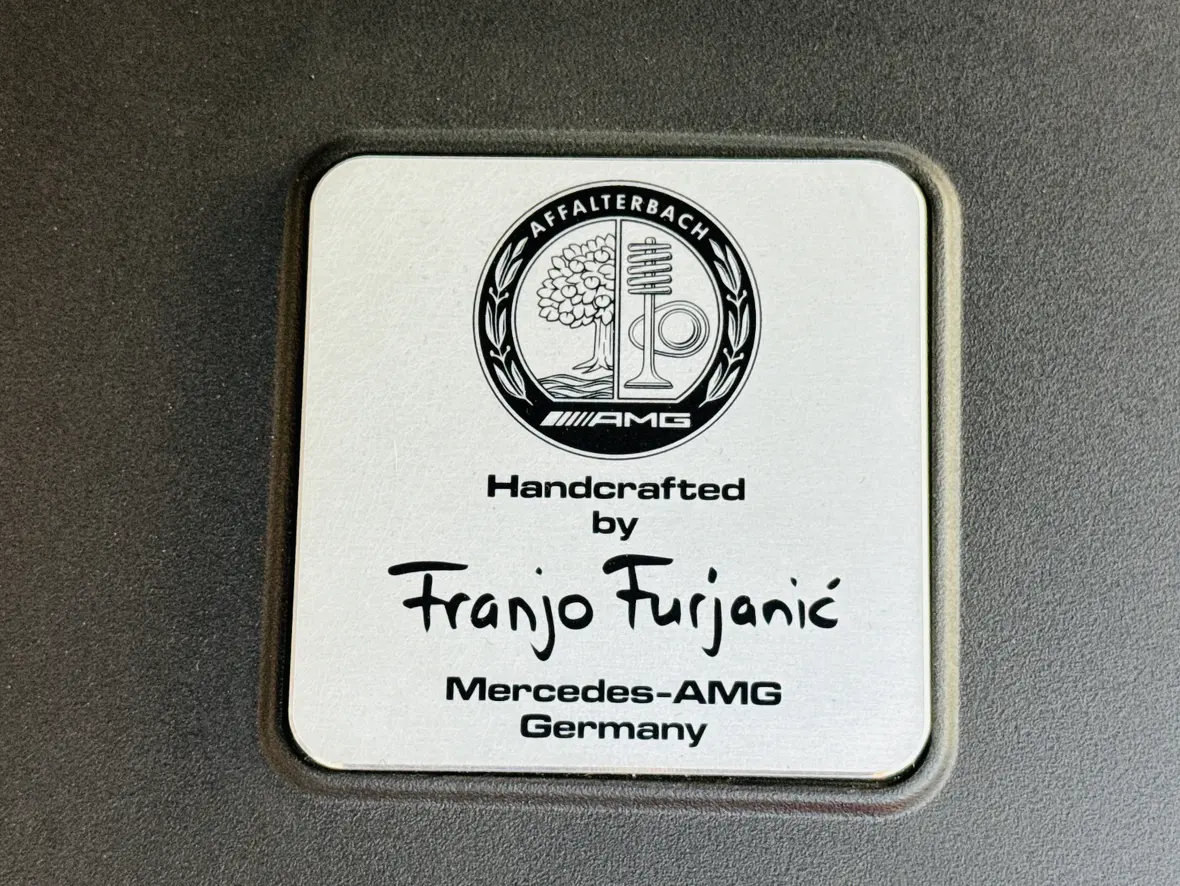 AFFALTERBACH
AMG
Handcrafted
by
Franjo Furjanić
Mercedes-AMG
Germany